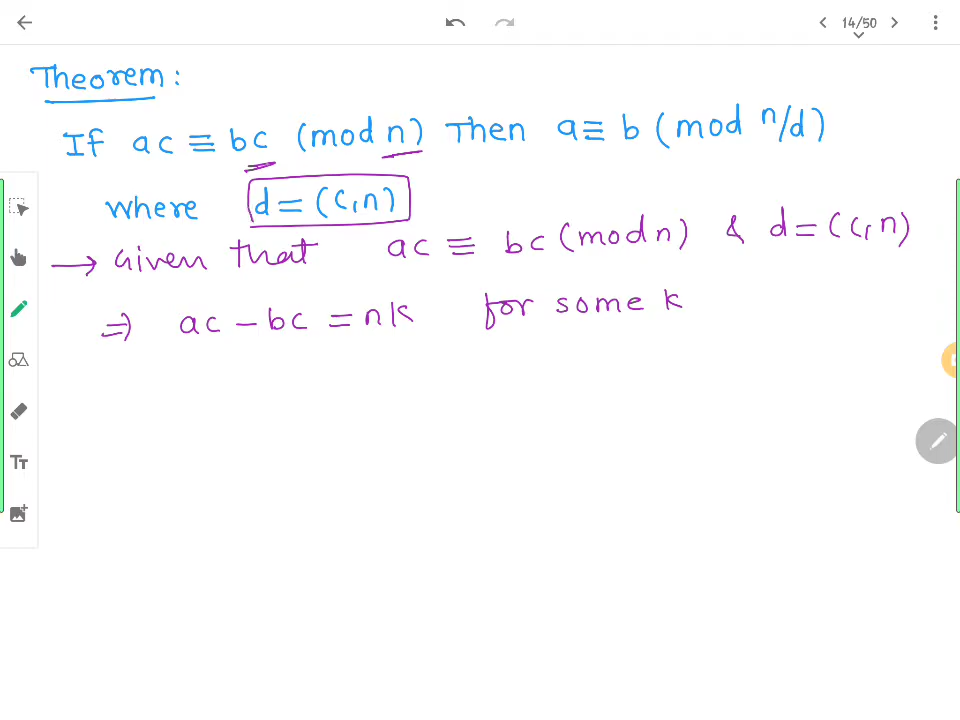 14/50
Theorem:
If ac ≡ bc (mod n) Then a ≡ b (mod n/d)
where d = (c, n)
→ Given that ac ≡ bc (mod n) & d = (c, n)
⇒ ac - bc = nk for some k
TT